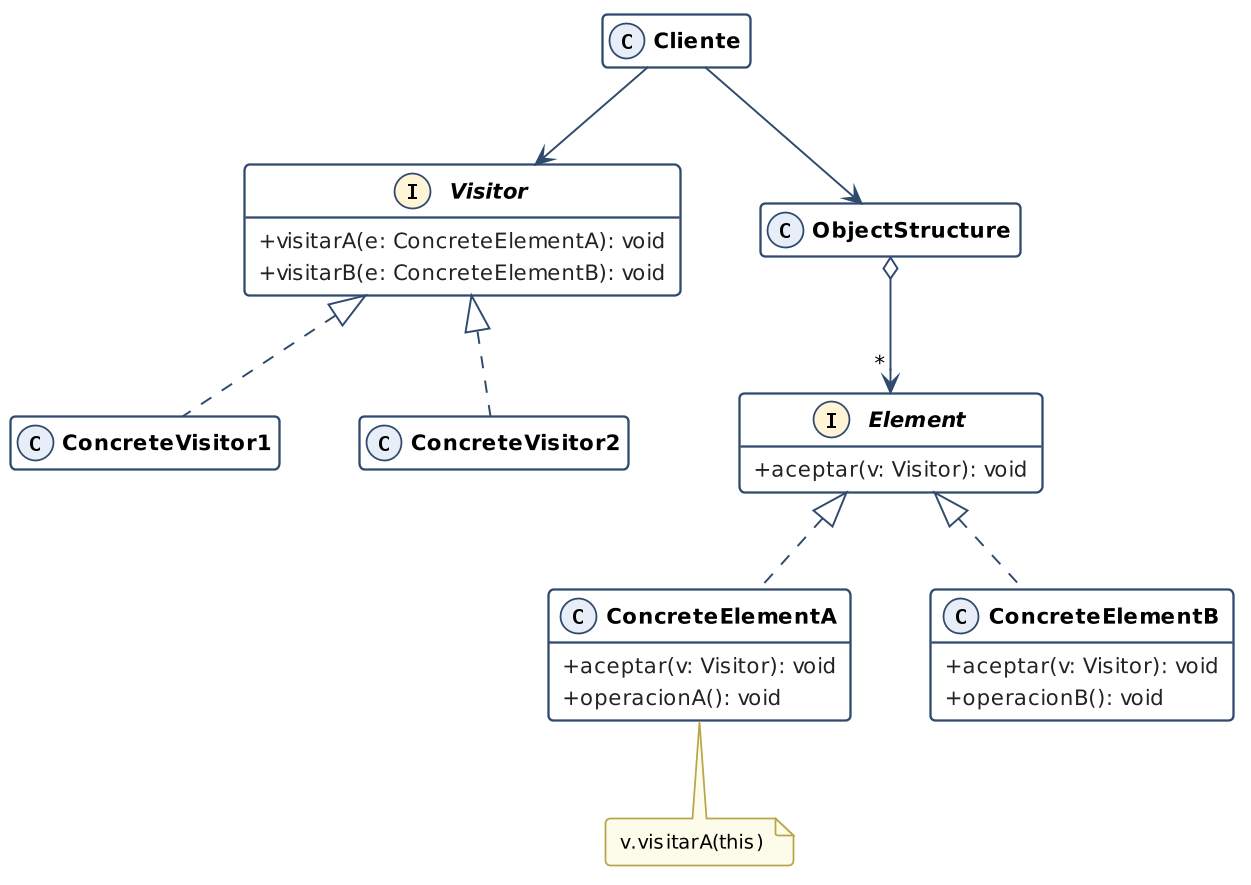 C Cliente
I Visitor
+visitarA(e: ConcreteElementA): void
+visitarB(e: ConcreteElementB): void
C ObjectStructure
*
I Element
+aceptar(v: Visitor): void
C ConcreteVisitor1
C ConcreteVisitor2
C ConcreteElementA
+aceptar(v: Visitor): void
+operacionA(): void
C ConcreteElementB
+aceptar(v: Visitor): void
+operacionB(): void
v.visitarA(this)